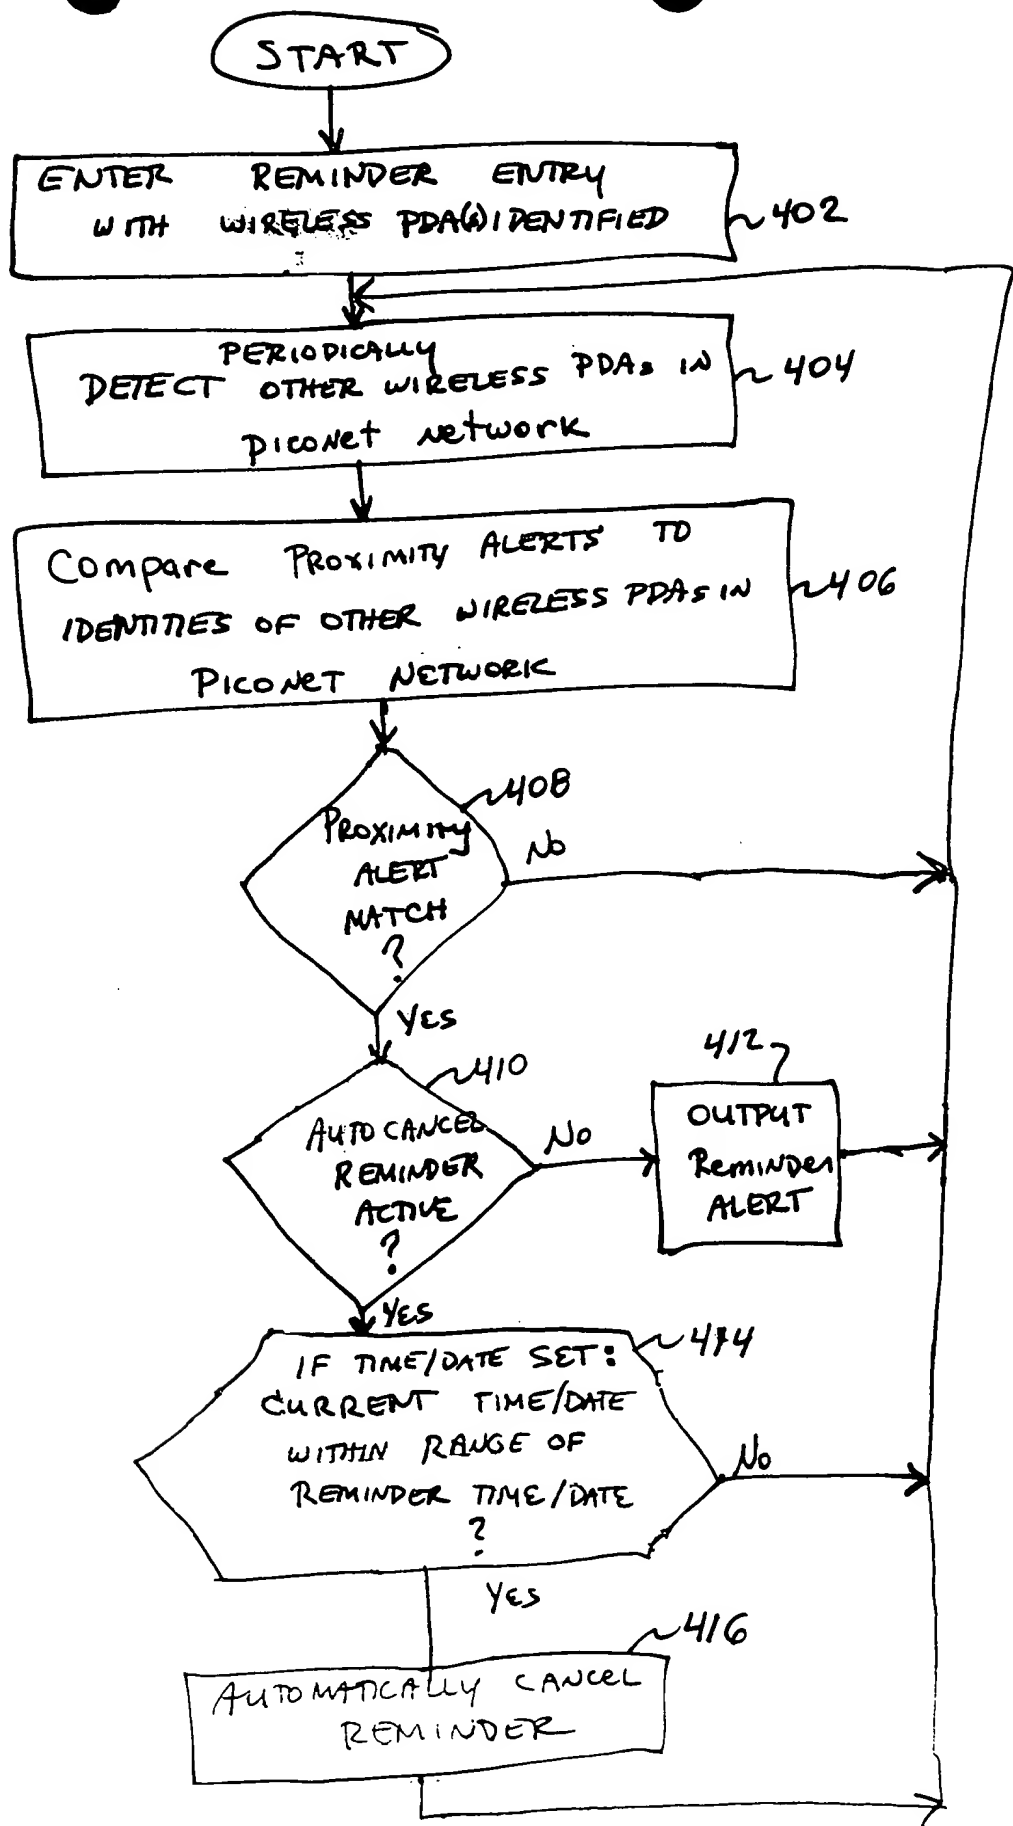 START
ENTER REMINDER ENTRY
WITH WIRELESS PDA(s) IDENTIFIED
402
PERIODICALLY
DETECT OTHER WIRELESS PDAs IN
PICONET NETWORK
404
Compare PROXIMITY ALERTS TO
IDENTITIES OF OTHER WIRELESS PDAs IN
PICONET NETWORK
406
408
PROXIMITY
ALERT
MATCH
?
No
YES
410
AUTO CANCEL
REMINDER
ACTIVE
?
No
412
OUTPUT
Reminder
ALERT
YES
414
IF TIME/DATE SET:
CURRENT TIME/DATE
WITHIN RANGE OF
REMINDER TIME/DATE
?
No
YES
416
AUTOMATICALLY CANCEL
REMINDER